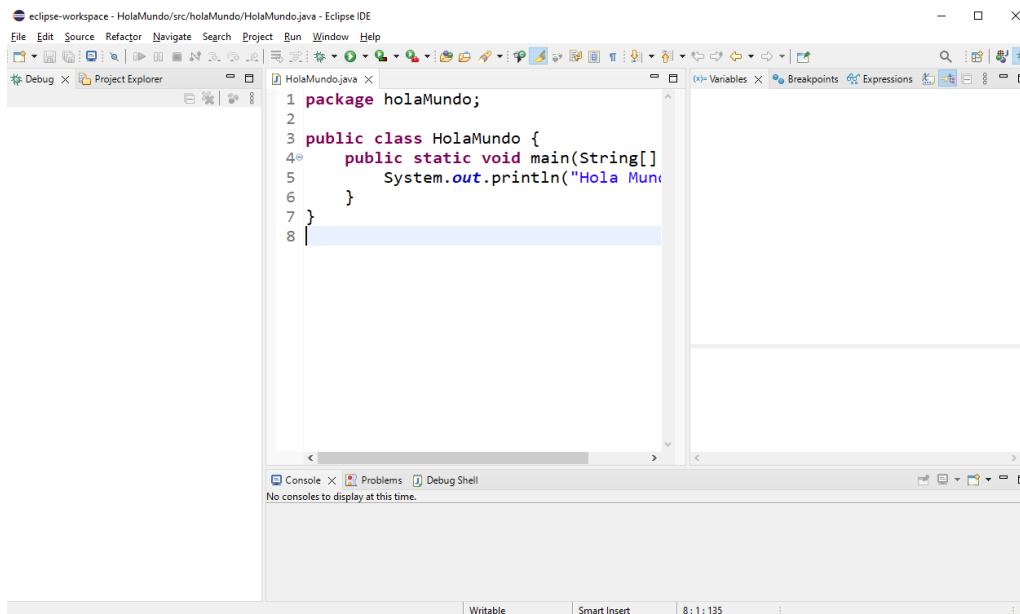 eclipse-workspace - HolaMundo/src/holaMundo/HolaMundo.java - Eclipse IDE
File Edit Source Refactor Navigate Search Project Run Window Help
Debug Project Explorer
HolaMundo.java
(x)= Variables Breakpoints Expressions
1 package holaMundo;
2
3 public class HolaMundo {
4 public static void main(String[]
5 System.out.println("Hola Mun
6 }
7 }
8
Console Problems Debug Shell
No consoles to display at this time.
Writable Smart Insert 8 : 1 : 135